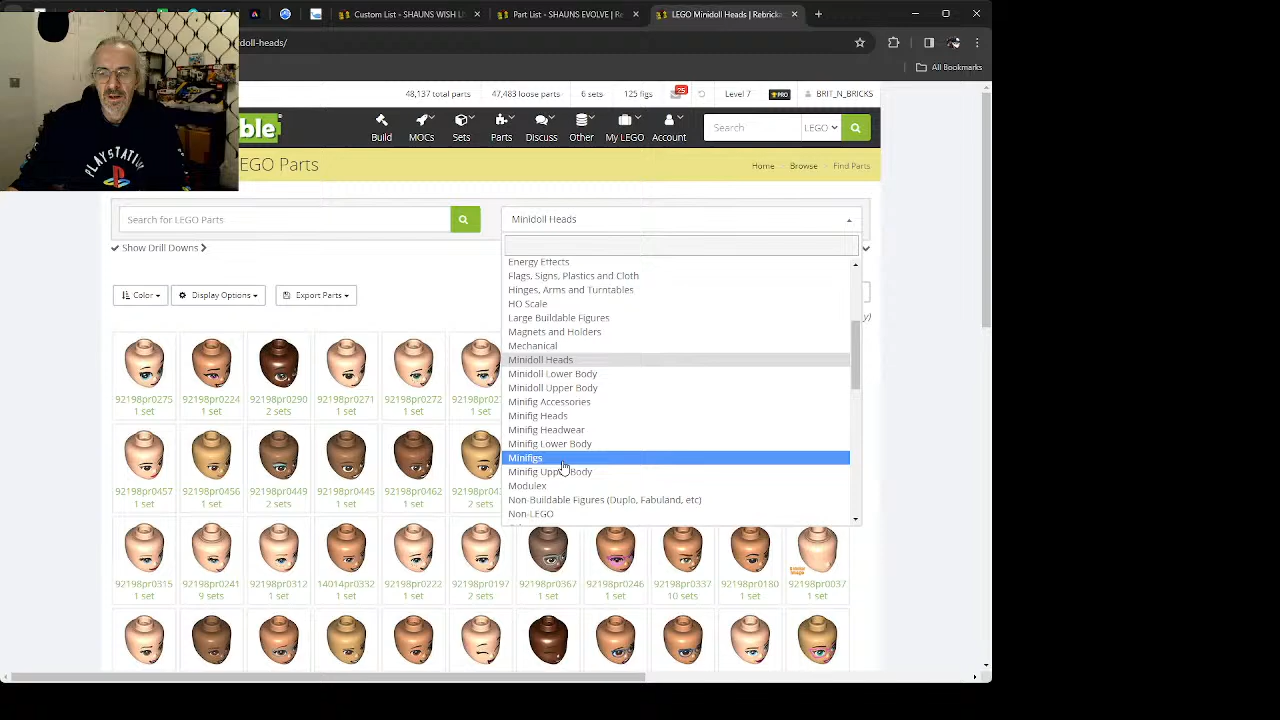 Custom List - SHAUNS WISH L
Part List - SHAUNS EVOLVE | Re
LEGO Minidoll Heads | Rebricka
idoll-heads/
All Bookmarks
48,137 total parts
47,483 loose parts
6 sets
125 figs
25
Level 7
PRO
BRIT_N_BRICKS
ble
Build
MOCs
Sets
Parts
Discuss
Other
My LEGO
Account
Search
LEGO
LEGO Parts
Home
Browse
Find Parts
PLAYSTATION
Search for LEGO Parts
Minidoll Heads
Show Drill Downs
Energy Effects
Flags, Signs, Plastics and Cloth
Hinges, Arms and Turntables
HO Scale
Large Buildable Figures
Magnets and Holders
Mechanical
Minidoll Heads
Minidoll Lower Body
Minidoll Upper Body
Minifig Accessories
Minifig Heads
Minifig Headwear
Minifig Lower Body
Minifigs
Minifig Upper Body
Modulex
Non-Buildable Figures (Duplo, Fabuland, etc)
Non-LEGO
Color
Display Options
Export Parts
y)
92198pr0275 92198pr0224 92198pr0290 92198pr0271 92198pr0272
1 set 1 set 2 sets 1 set 1 set
92198pr0457 92198pr0456 92198pr0449 92198pr0445 92198pr0462
1 set 1 set 2 sets 1 set 1 set
92198pr0315 92198pr0241 92198pr0312 14014pr0332 92198pr0222 92198pr0197 92198pr0367 92198pr0246 92198pr0337 92198pr0180 92198pr0037
1 set 9 sets 1 set 1 set 1 set 2 sets 1 set 1 set 10 sets 1 set 1 set